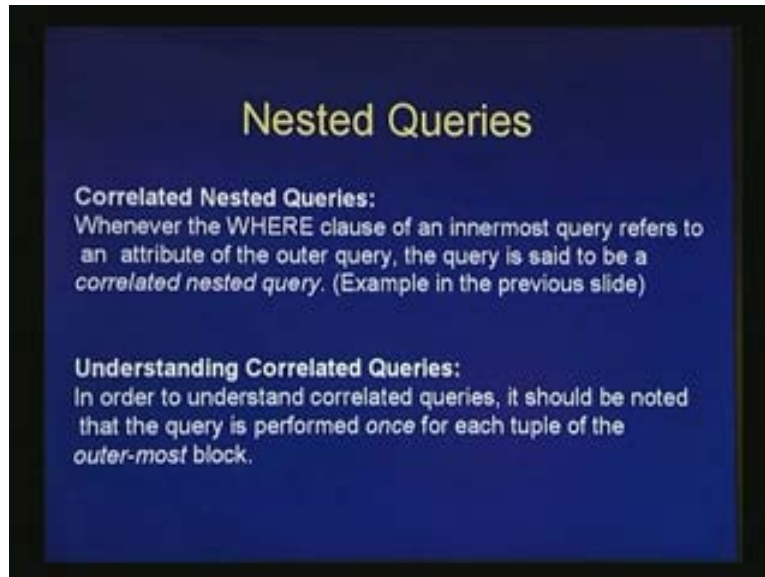 Nested Queries
Correlated Nested Queries:
Whenever the WHERE clause of an innermost query refers to
an attribute of the outer query, the query is said to be a
correlated nested query. (Example in the previous slide)
Understanding Correlated Queries:
In order to understand correlated queries, it should be noted
that the query is performed once for each tuple of the
outer-most block.